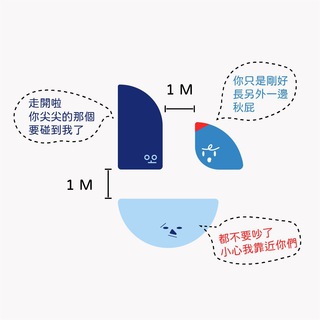 1 M
你只是剛好
長另外一邊
秋屁
走開啦
你尖尖的那個
要碰到我了
1 M
都不要吵了
小心我靠近你們